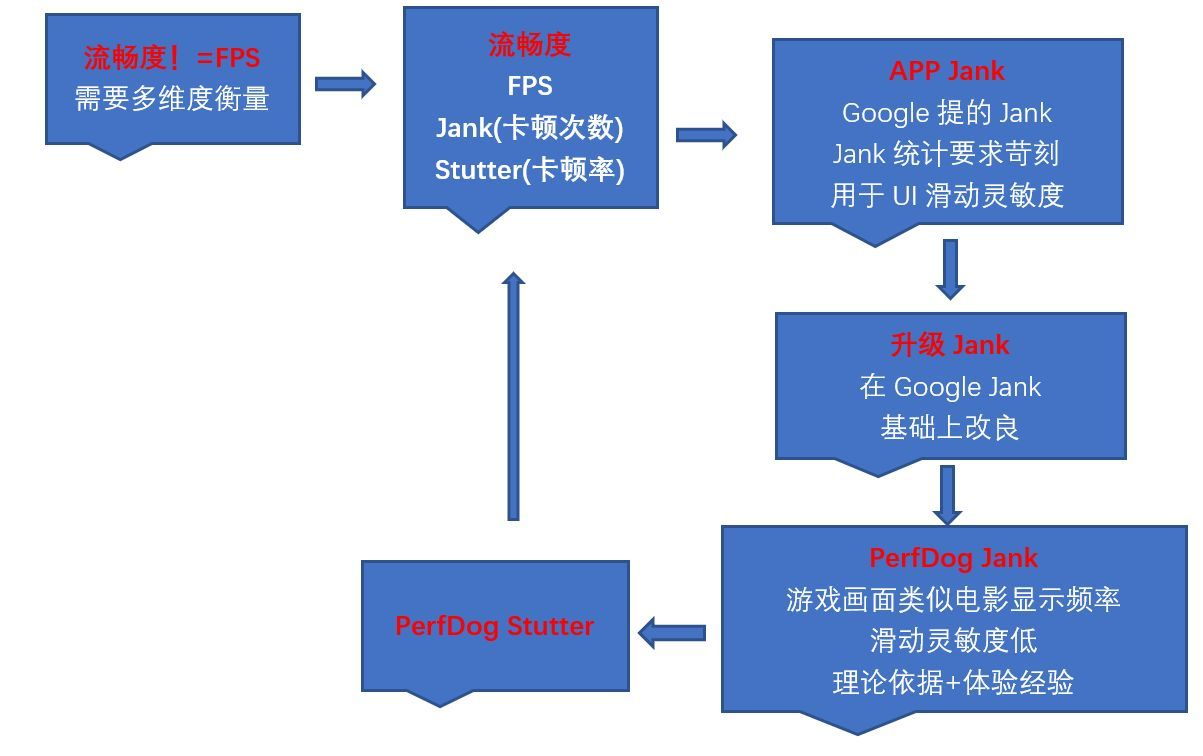 流畅度！=FPS
需要多维度衡量
流畅度
FPS
Jank(卡顿次数)
Stutter(卡顿率)
APP Jank
Google 提的 Jank
Jank 统计要求苛刻
用于 UI 滑动灵敏度
升级 Jank
在 Google Jank
基础上改良
PerfDog Jank
游戏画面类似电影显示频率
滑动灵敏度低
理论依据+体验经验
PerfDog Stutter